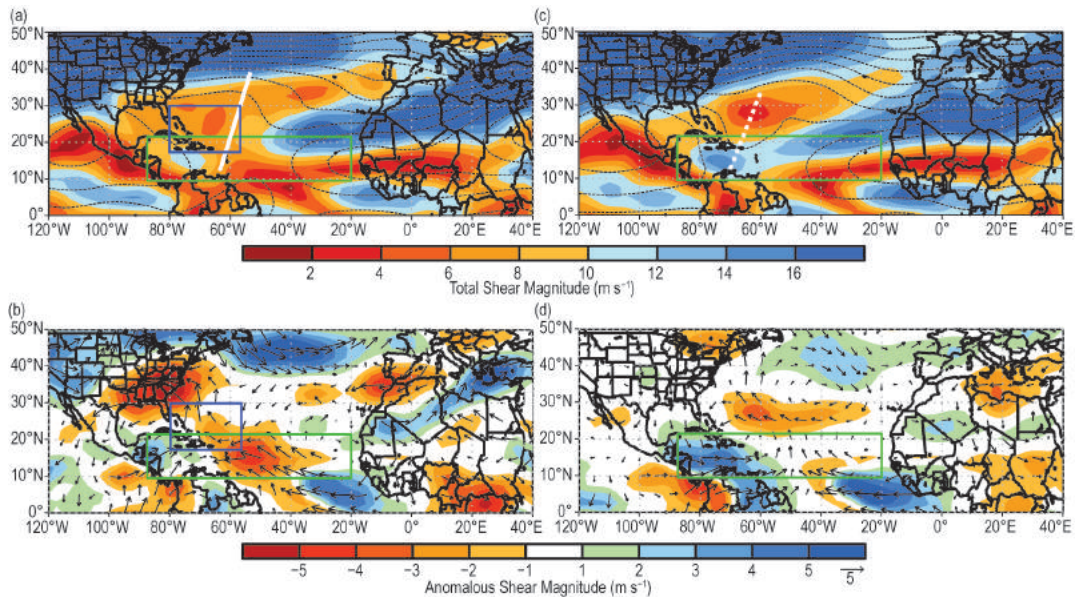 (a) (c)
50°N 50°N
40°N 40°N
30°N 30°N
20°N 20°N
10°N 10°N
0° 0°
120°W 100°W 80°W 60°W 40°W 20°W 0° 20°E 40°E 120°W 100°W 80°W 60°W 40°W 20°W 0° 20°E 40°E
2 4 6 8 10 12 14 16
Total Shear Magnitude (m s⁻¹)
(b) (d)
50°N 50°N
40°N 40°N
30°N 30°N
20°N 20°N
10°N 10°N
0° 0°
120°W 100°W 80°W 60°W 40°W 20°W 0° 20°E 40°E 120°W 100°W 80°W 60°W 40°W 20°W 0° 20°E 40°E
−5 −4 −3 −2 −1 1 2 3 4 5 5
Anomalous Shear Magnitude (m s⁻¹)